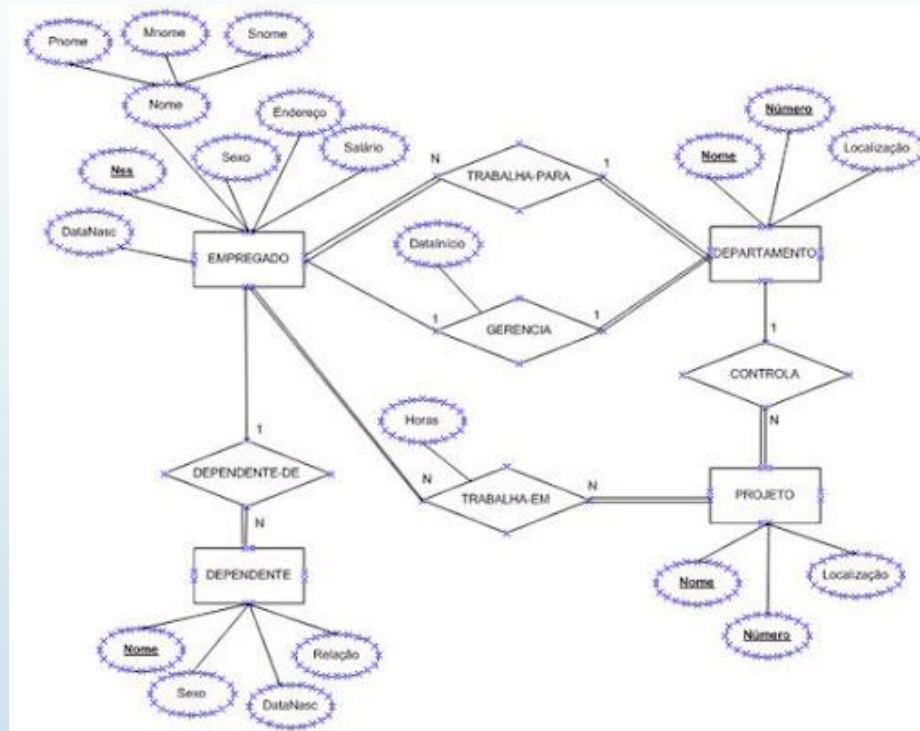 Pnome
Mnome
Snome
Nome
Endereço
Sexo
Salário
Nss
DataNasc
EMPREGADO
N
TRABALHA-PARA
1
Número
Nome
Localização
DEPARTAMENTO
DataInício
1
GERENCIA
1
1
CONTROLA
N
Horas
1
DEPENDENTE-DE
N
N
TRABALHA-EM
N
PROJETO
DEPENDENTE
Nome
Sexo
DataNasc
Relação
Nome
Número
Localização